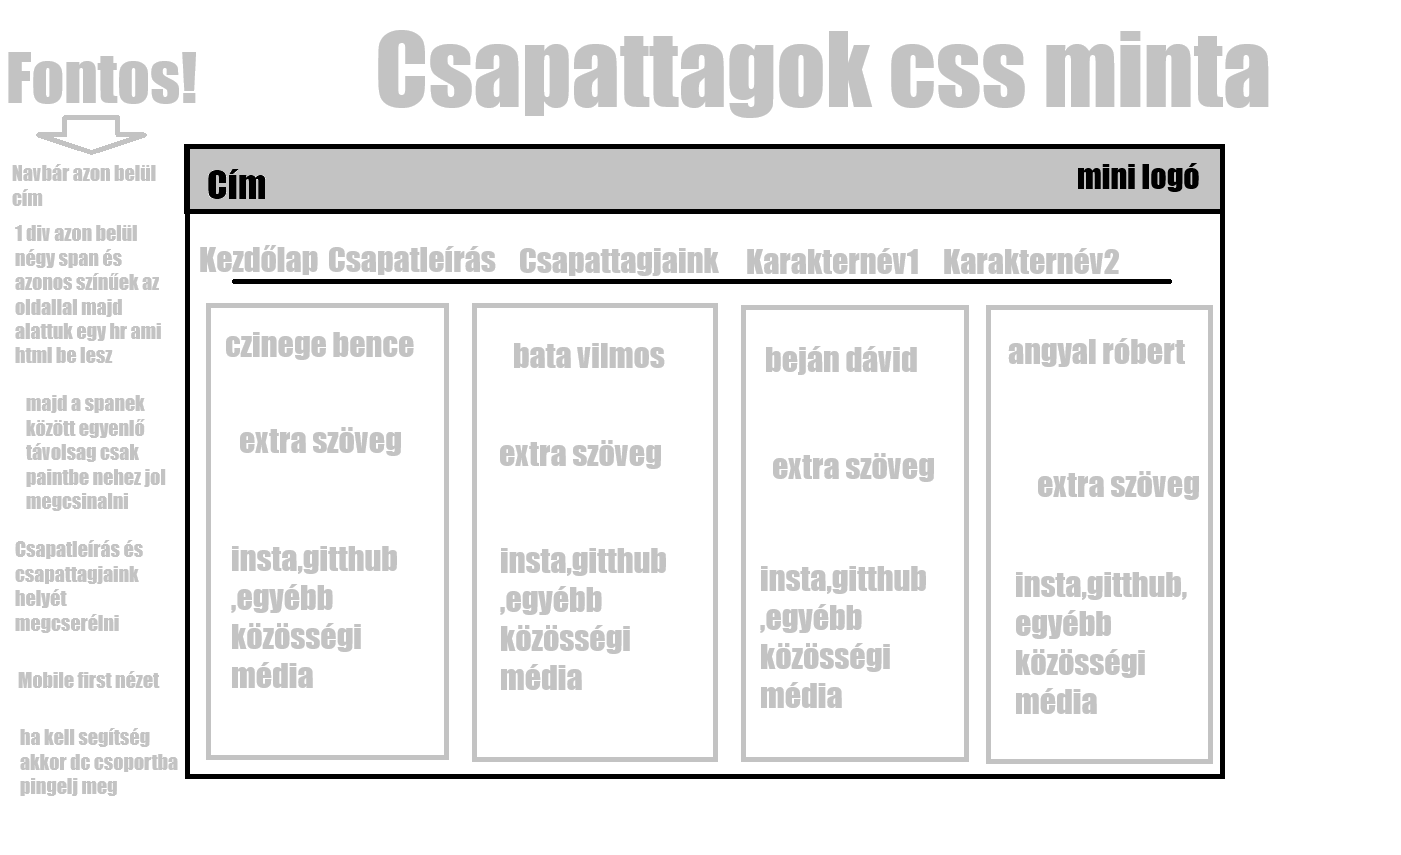 Csapattagok css minta
Fontos!
Navbár azon belül
cím
1 div azon belül
négy span és
azonos színűek az
oldallal majd
alattuk egy hr ami
html be lesz
majd a spanek
között egyenlő
távolsag csak
paintbe nehez jol
megcsinalni
Csapatleírás és
csapattagjaink
helyét
megcserélni
Mobile first nézet
ha kell segítség
akkor dc csoportba
pingelj meg
Cím
mini logó
Kezdőlap Csapatleírás Csapattagjaink Karakternév1 Karakternév2
czinege bence
extra szöveg
insta,gitthub
,egyébb
közösségi
média
bata vilmos
extra szöveg
insta,gitthub
,egyébb
közösségi
média
beján dávid
extra szöveg
insta,gitthub
,egyébb
közösségi
média
angyal róbert
extra szöveg
insta,gitthub,
egyébb
közösségi
média